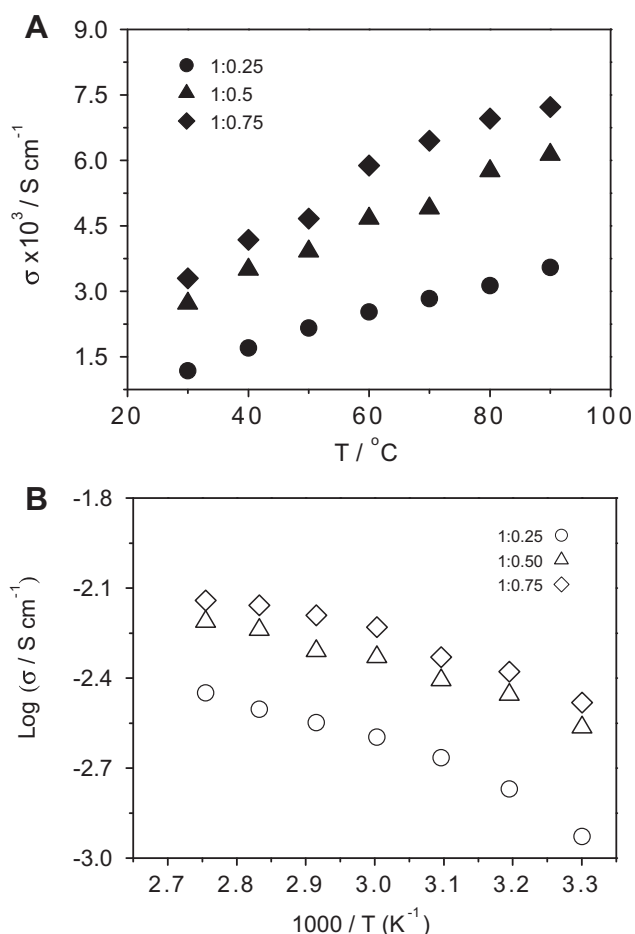 A
9.0
7.5
6.0
4.5
3.0
1.5
σ x10³ / S cm⁻¹
1:0.25
1:0.5
1:0.75
20 40 60 80 100
T / °C
B
-1.8
-2.1
-2.4
-2.7
-3.0
Log (σ / S cm⁻¹)
1:0.25
1:0.50
1:0.75
2.7 2.8 2.9 3.0 3.1 3.2 3.3
1000 / T (K⁻¹)